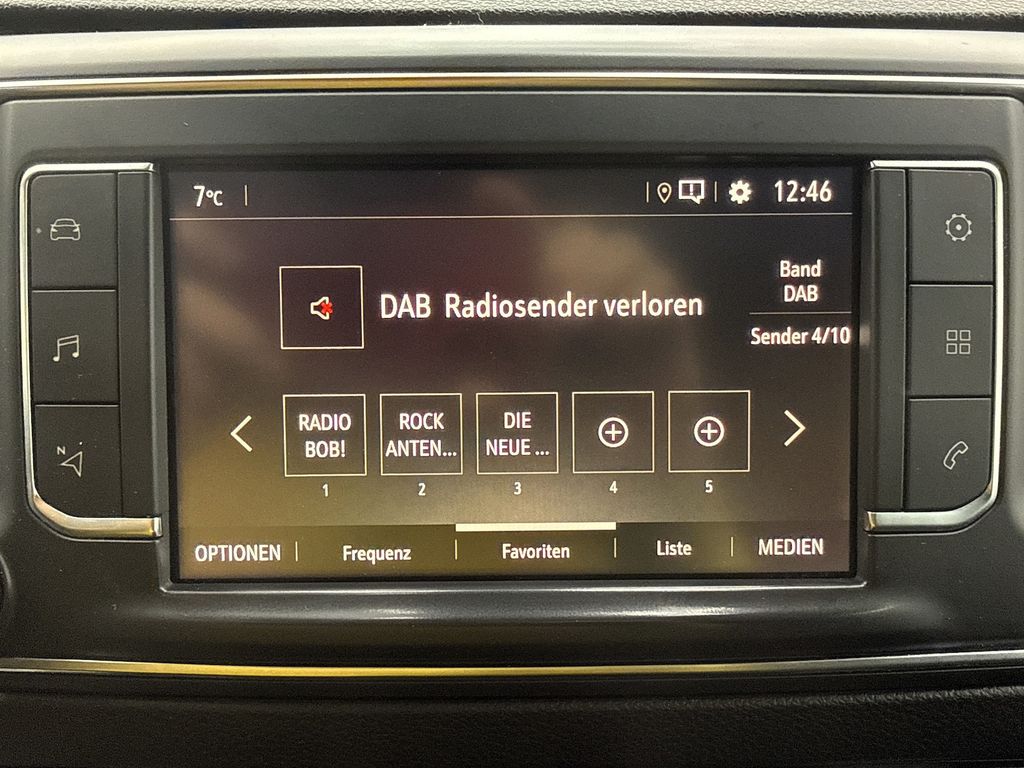 7°C
12:46
DAB Radiosender verloren
Band
DAB
Sender 4/10
RADIO
BOB!
ROCK
ANTEN...
DIE
NEUE ...
1
2
3
4
5
OPTIONEN
Frequenz
Favoriten
Liste
MEDIEN
N